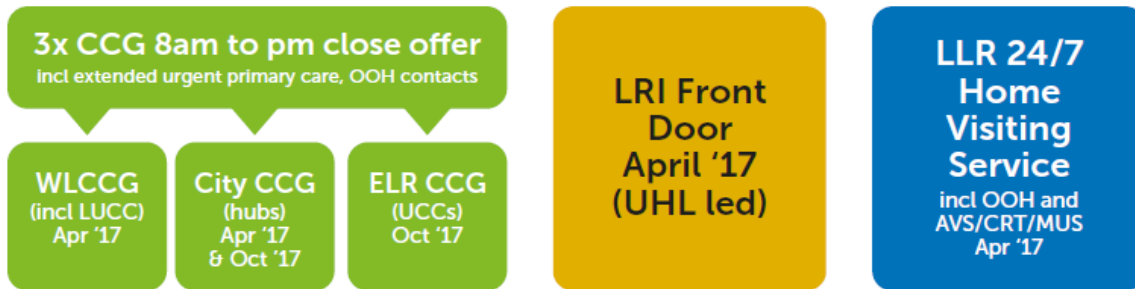 3x CCG 8am to pm close offer
incl extended urgent primary care, OOH contacts
WLCCG
(incl LUCC)
Apr ‘17
City CCG
(hubs)
Apr ‘17
& Oct ‘17
ELR CCG
(UCCs)
Oct ‘17
LRI Front
Door
April ‘17
(UHL led)
LLR 24/7
Home
Visiting
Service
incl OOH and
AVS/CRT/MUS
Apr ‘17